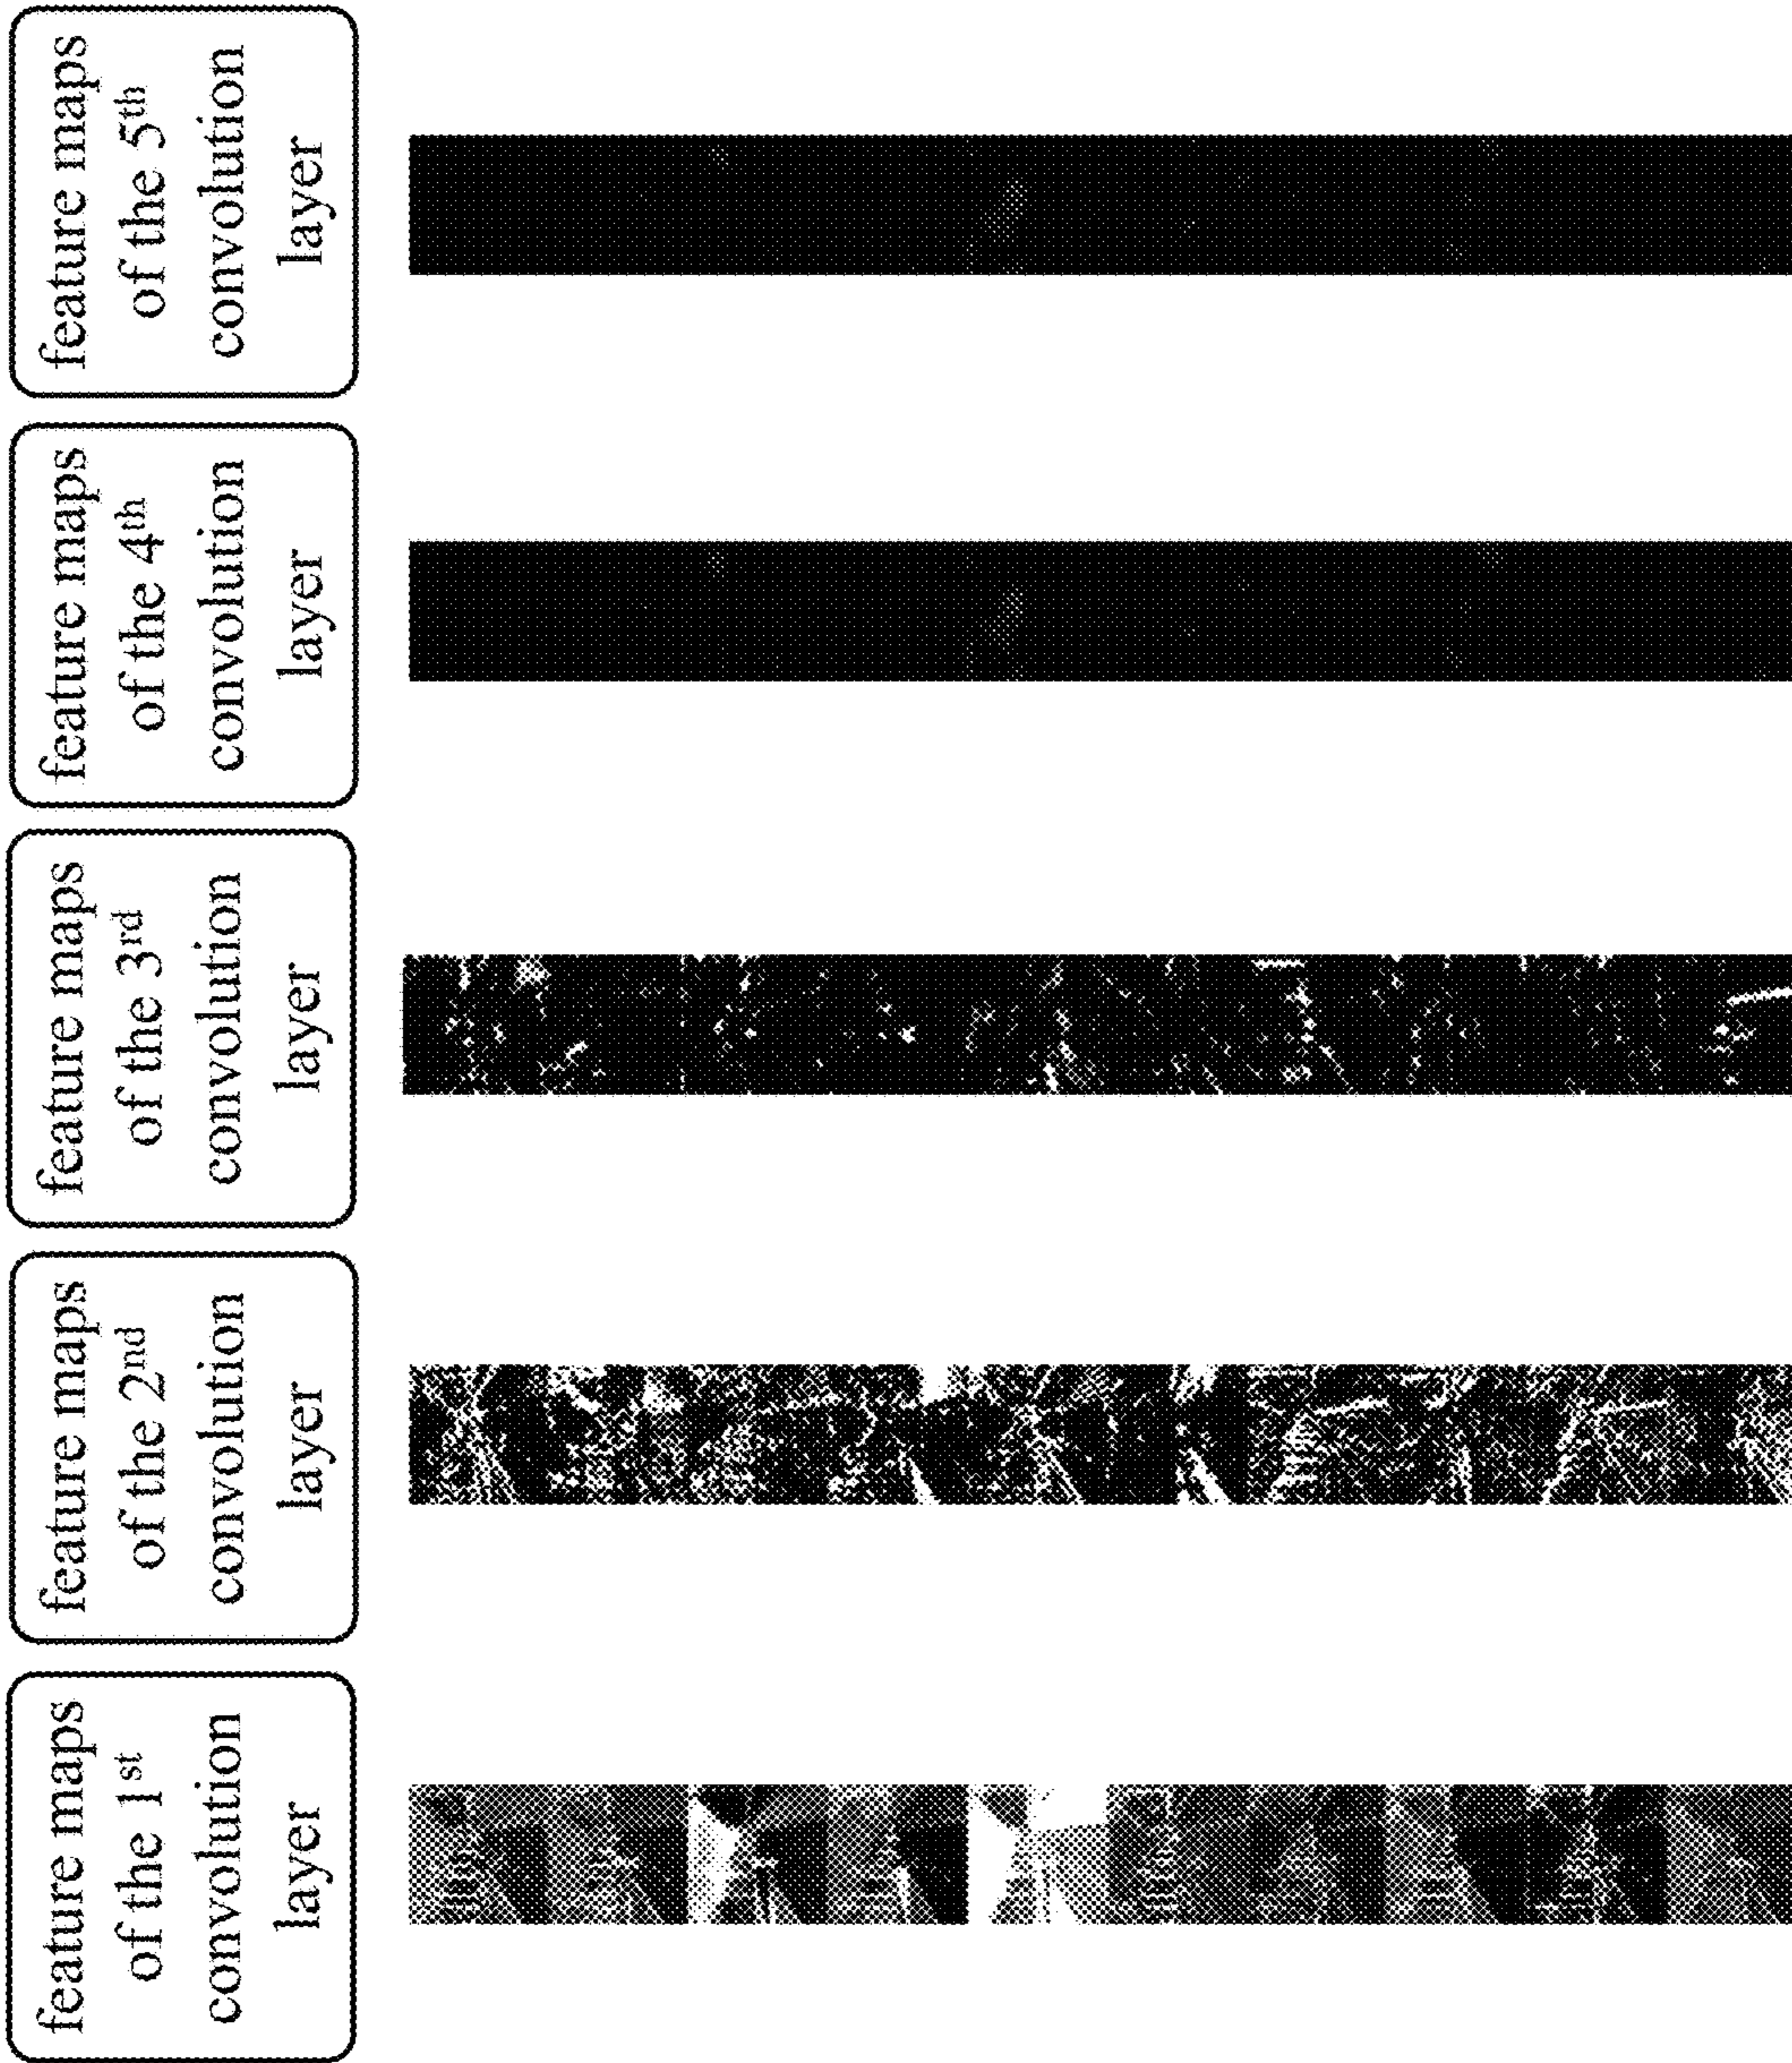 feature maps
of the 1st
convolution
layer
feature maps
of the 2nd
convolution
layer
feature maps
of the 3rd
convolution
layer
feature maps
of the 4th
convolution
layer
feature maps
of the 5th
convolution
layer